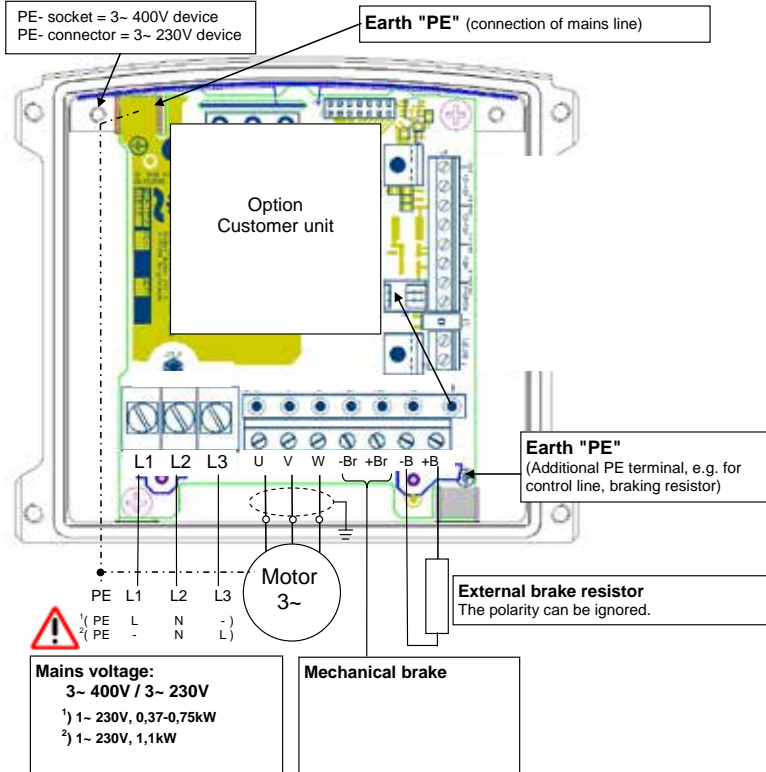 PE- socket = 3~ 400V device
PE- connector = 3~ 230V device
Earth "PE" (connection of mains line)
Option
Customer unit
L1 L2 L3 U V W -Br +Br -B +B
Earth "PE"
(Additional PE terminal, e.g. for
control line, braking resistor)
Motor
3~
PE L1 L2 L3
1( PE L N - )
2( PE - N L )
External brake resistor
The polarity can be ignored.
Mains voltage:
3~ 400V / 3~ 230V
1) 1~ 230V, 0,37-0,75kW
2) 1~ 230V, 1,1kW
Mechanical brake